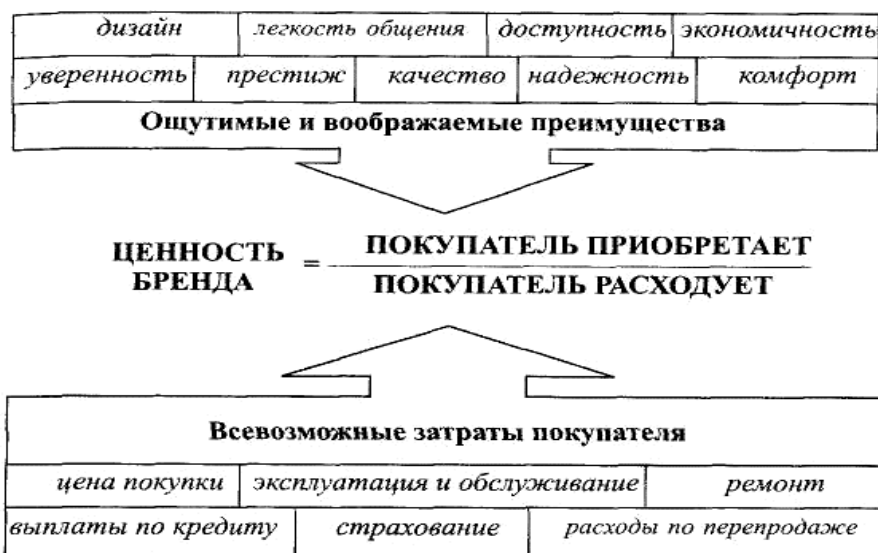 дизайн легкость общения доступность экономичность
уверенность престиж качество надежность комфорт
Ощутимые и воображаемые преимущества
ЦЕННОСТЬ БРЕНДА = ПОКУПАТЕЛЬ ПРИОБРЕТАЕТ
ПОКУПАТЕЛЬ РАСХОДУЕТ
Всевозможные затраты покупателя
цена покупки эксплуатация и обслуживание ремонт
выплаты по кредиту страхование расходы по перепродаже